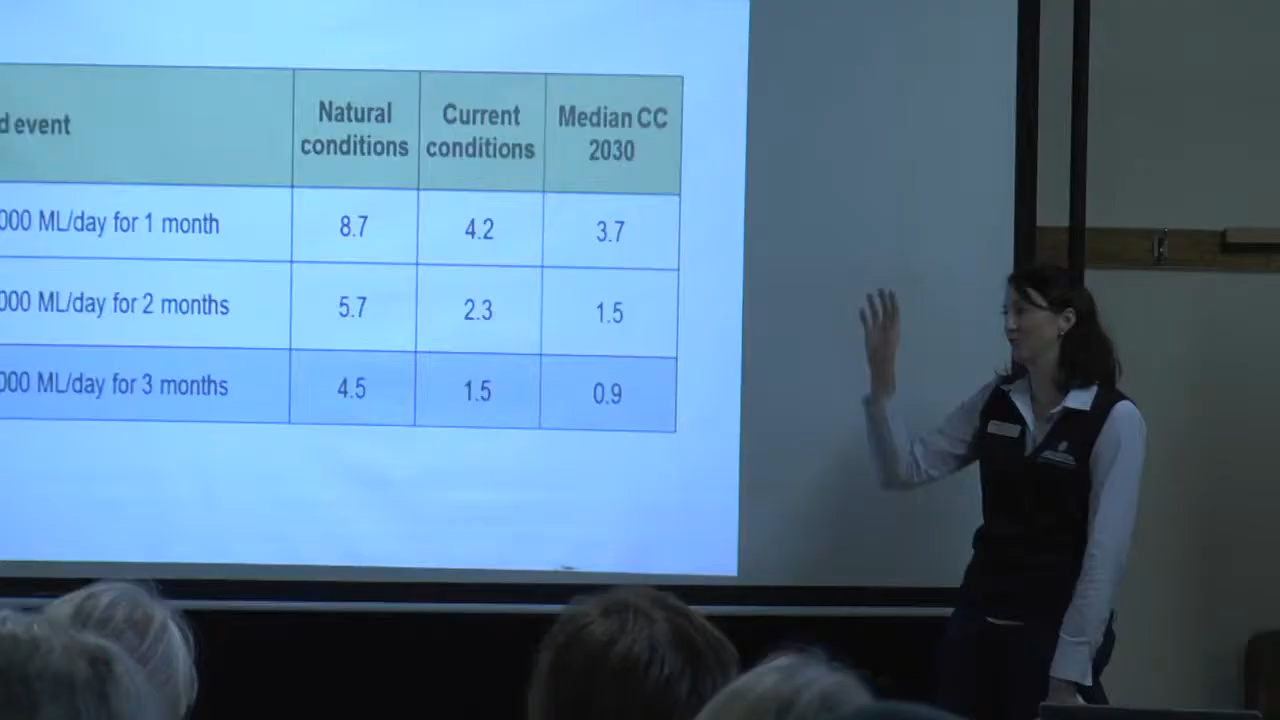 d event
Natural
conditions
Current
conditions
Median CC
2030
000 ML/day for 1 month
8.7
4.2
3.7
000 ML/day for 2 months
5.7
2.3
1.5
000 ML/day for 3 months
4.5
1.5
0.9